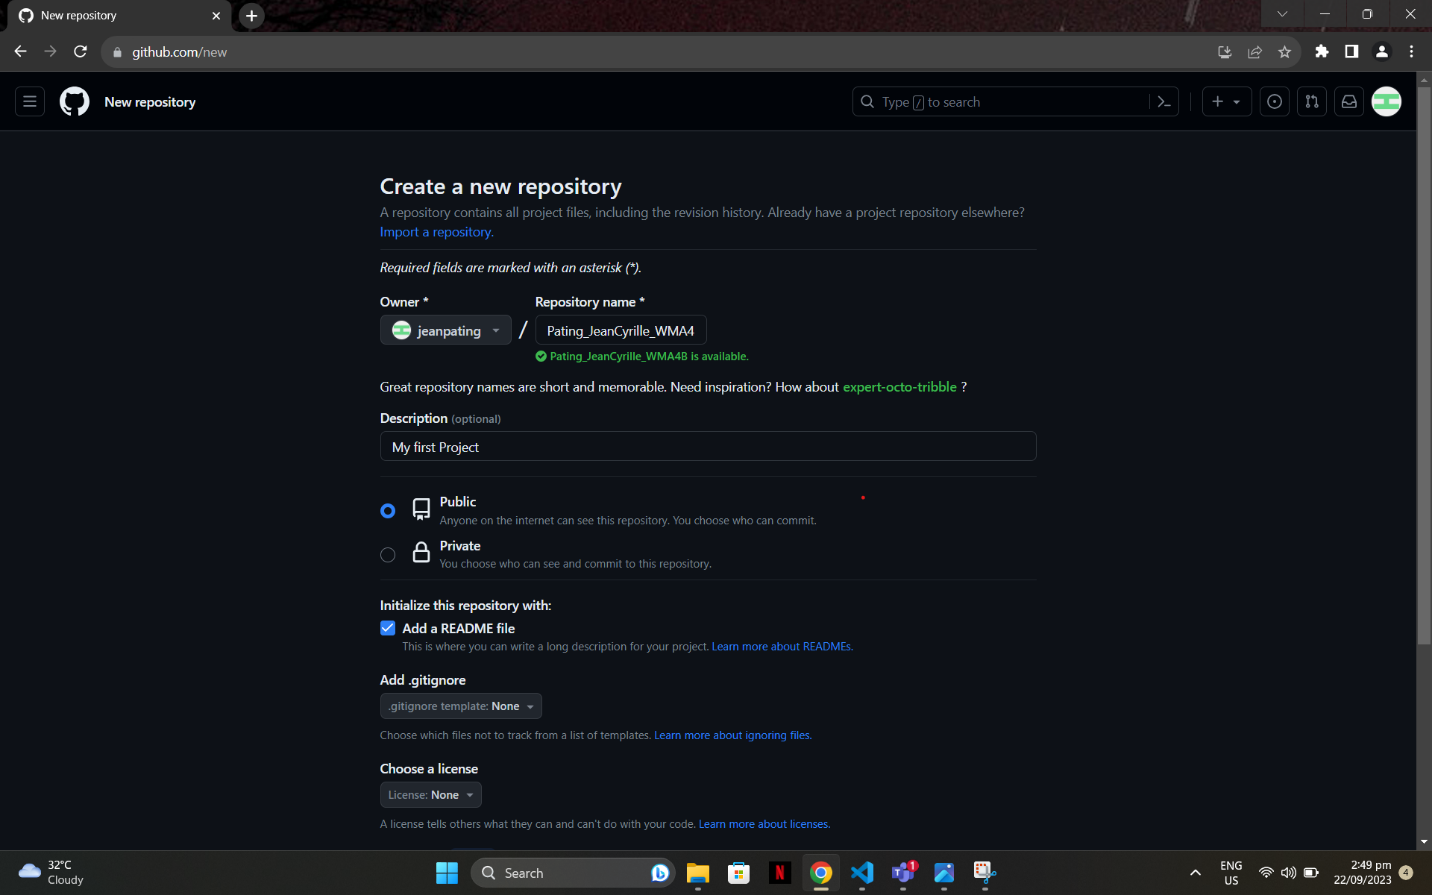 New repository
github.com/new
New repository
Type / to search
Create a new repository
A repository contains all project files, including the revision history. Already have a project repository elsewhere?
Import a repository.
Required fields are marked with an asterisk (*).
Owner *
Repository name *
jeanpating
/
Pating_JeanCyrille_WMA4
Pating_JeanCyrille_WMA4B is available.
Great repository names are short and memorable. Need inspiration? How about expert-octo-tribble ?
Description (optional)
My first Project
Public
Anyone on the internet can see this repository. You choose who can commit.
Private
You choose who can see and commit to this repository.
Initialize this repository with:
Add a README file
This is where you can write a long description for your project. Learn more about READMEs.
Add .gitignore
.gitignore template: None
Choose which files not to track from a list of templates. Learn more about ignoring files.
Choose a license
License: None
A license tells others what they can and can't do with your code. Learn more about licenses.
32°C
Cloudy
Search
N
T
1
ENG
US
2:49 pm
22/09/2023
4